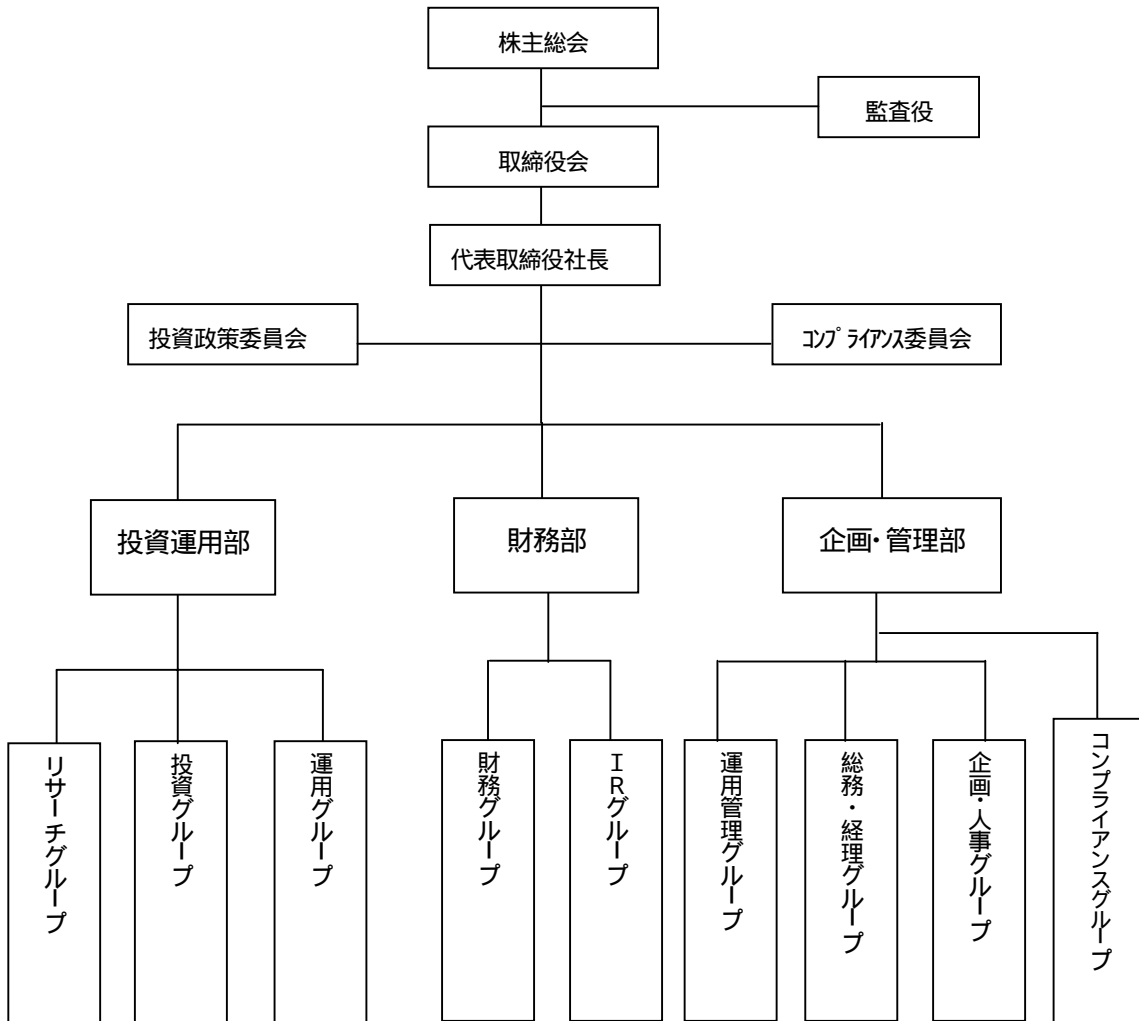 株主総会
監査役
取締役会
代表取締役社長
投資政策委員会
ｺﾝﾌﾟﾗｲｱﾝｽ委員会
投資運用部
財務部
企画・管理部
リサーチグループ
投資グループ
運用グループ
財務グループ
ＩＲグループ
運用管理グループ
総務・経理グループ
企画・人事グループ
コンプライアンスグループ